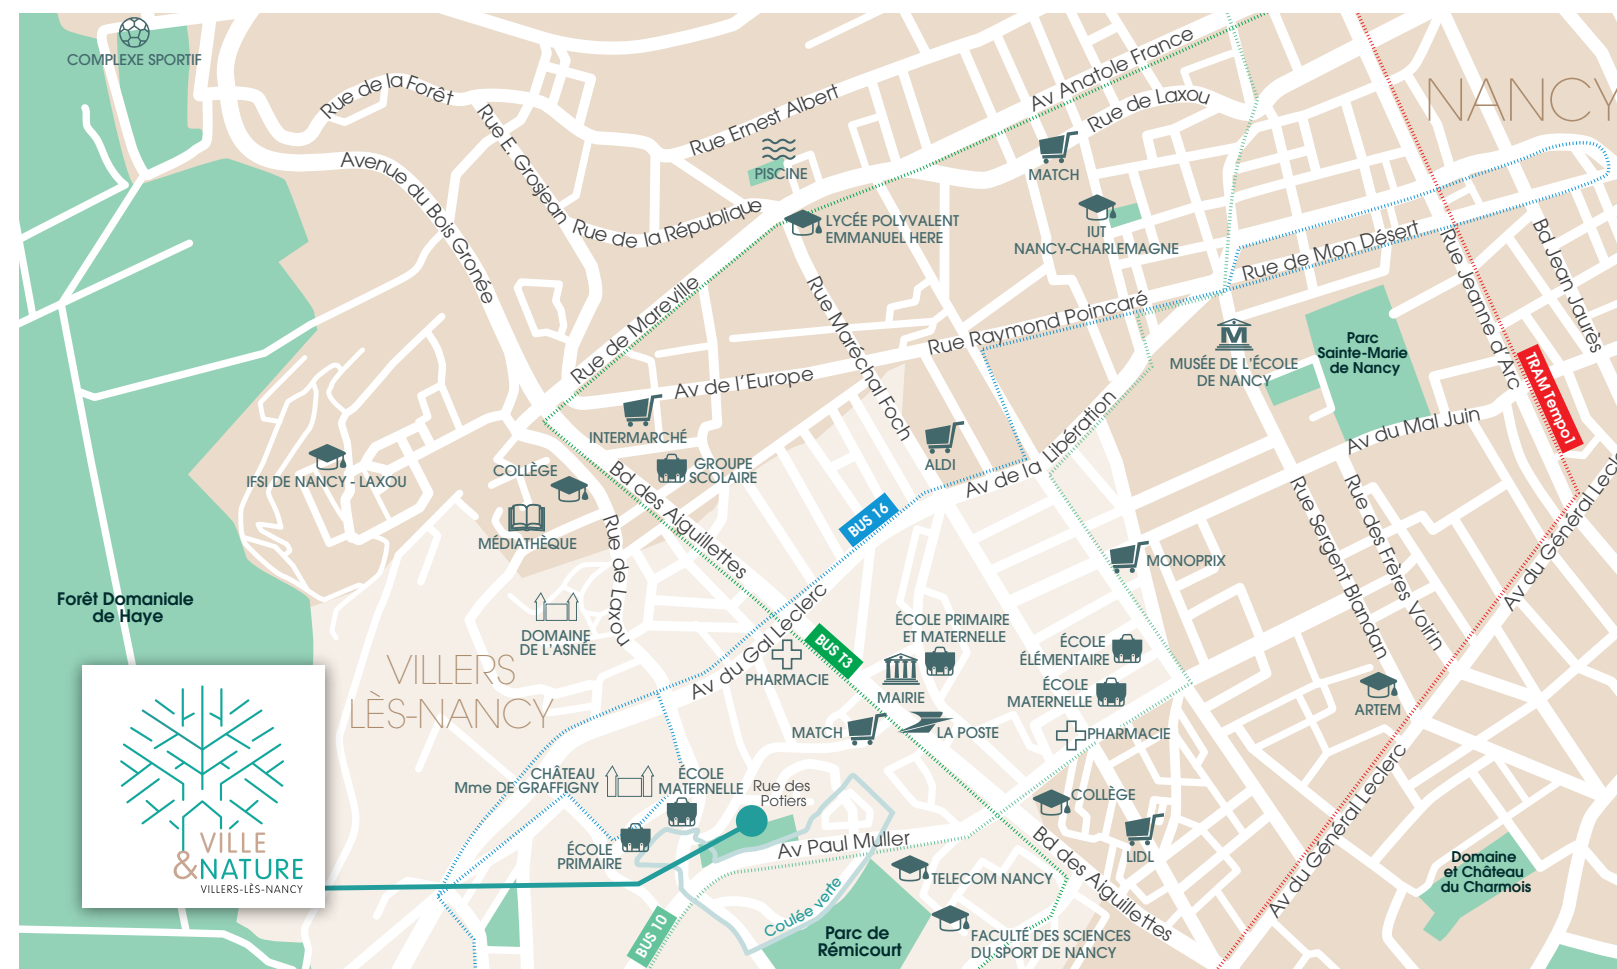 COMPLEXE SPORTIF
Rue de la Forêt
Rue E. Grosjean
Avenue du Bois Gronée
Rue Ernest Albert
Av Anatole France
Rue de Laxou
NANCY
PISCINE
MATCH
Rue de la République
LYCÉE POLYVALENT
EMMANUEL HERE
IUT
NANCY-CHARLEMAGNE
Rue de Mon Désert
Rue Jeanne d'Arc
Bd Jean Jaurès
Rue de Mareville
Rue Maréchal Foch
Rue Raymond Poincaré
MUSÉE DE L'ÉCOLE
DE NANCY
Parc
Sainte-Marie
de Nancy
TRAM Tempo1
Av de l'Europe
INTERMARCHÉ
Av du Mal Juin
ALDI
Av de la Libération
IFSI DE NANCY - LAXOU
COLLÈGE
GROUPE
SCOLAIRE
Bd des Aiguillettes
MÉDIATHÈQUE
Rue de Laxou
BUS 16
MONOPRIX
Rue Sergent Blandan
Rue des Frères Voirin
Av du Général Lecle
Forêt Domaniale
de Haye
DOMAINE
DE L'ASNÉE
Av du Gal Leclerc
BUS T3
PHARMACIE
ÉCOLE PRIMAIRE
ET MATERNELLE
MAIRIE
ÉCOLE
ÉLÉMENTAIRE
ÉCOLE
MATERNELLE
VILLERS
LÈS-NANCY
MATCH
LA POSTE
PHARMACIE
ARTEM
CHÂTEAU
Mme DE GRAFFIGNY
ÉCOLE
MATERNELLE
Rue des
Potiers
COLLÈGE
Av du Général Leclerc
ÉCOLE
PRIMAIRE
Av Paul Muller
Bd des Aiguillettes
LIDL
VILLE
&NATURE
VILLERS-LÈS-NANCY
TELECOM NANCY
Domaine
et Château
du Charmois
Coulée verte
BUS 10
Parc de
Rémicourt
FACULTÉ DES SCIENCES
DU SPORT DE NANCY